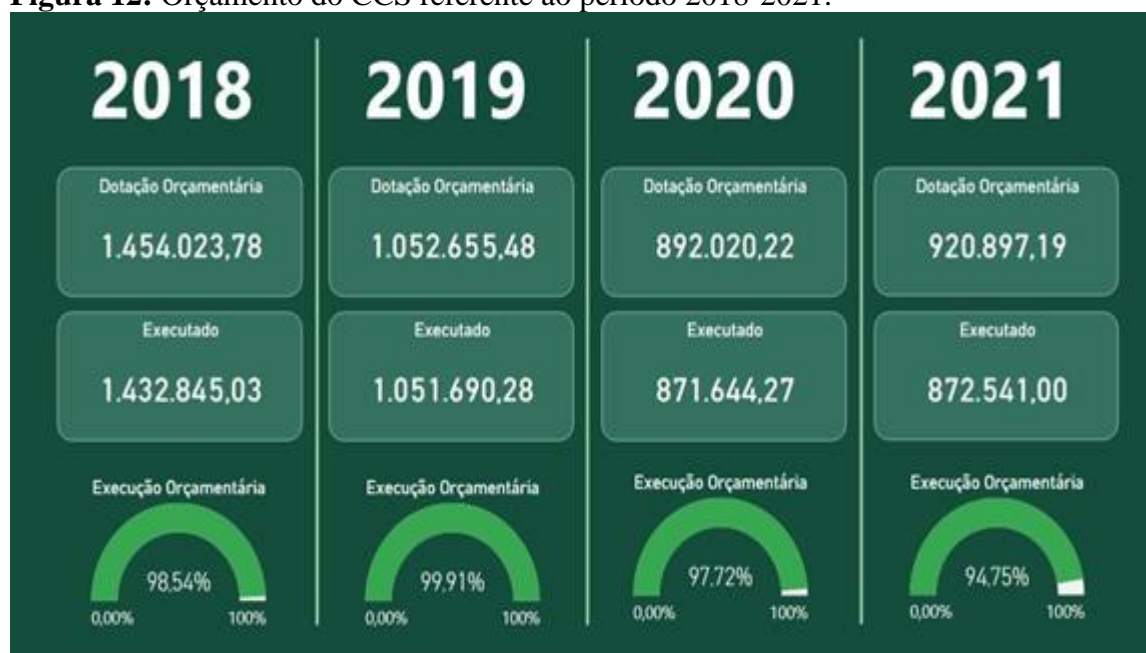 Figura 12: Orçamento do CCS referente ao período 2018-2021.
2018
Dotação Orçamentária
1.454.023,78
Executado
1.432.845,03
Execução Orçamentária
98,54%
0,00%
100%
2019
Dotação Orçamentária
1.052.655,48
Executado
1.051.690,28
Execução Orçamentária
99,91%
0,00%
100%
2020
Dotação Orçamentária
892.020,22
Executado
871.644,27
Execução Orçamentária
97,72%
0,00%
100%
2021
Dotação Orçamentária
920.897,19
Executado
872.541,00
Execução Orçamentária
94,75%
0,00%
100%